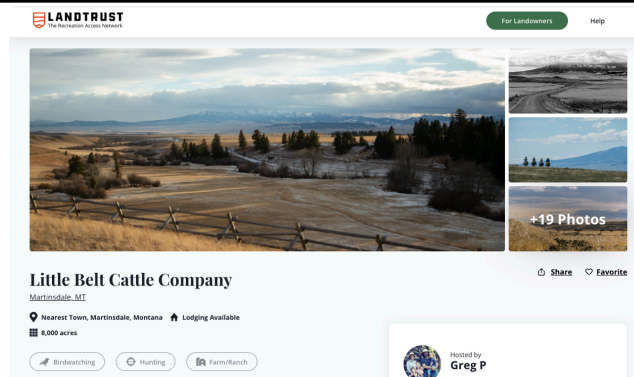 LANDTRUST
The Recreation Access Network
For Landowners
Help
+19 Photos
Share
Favorite
Little Belt Cattle Company
Martinsdale, MT
Nearest Town, Martinsdale, Montana
Lodging Available
8,000 acres
Birdwatching
Hunting
Farm/Ranch
Hosted by
Greg P